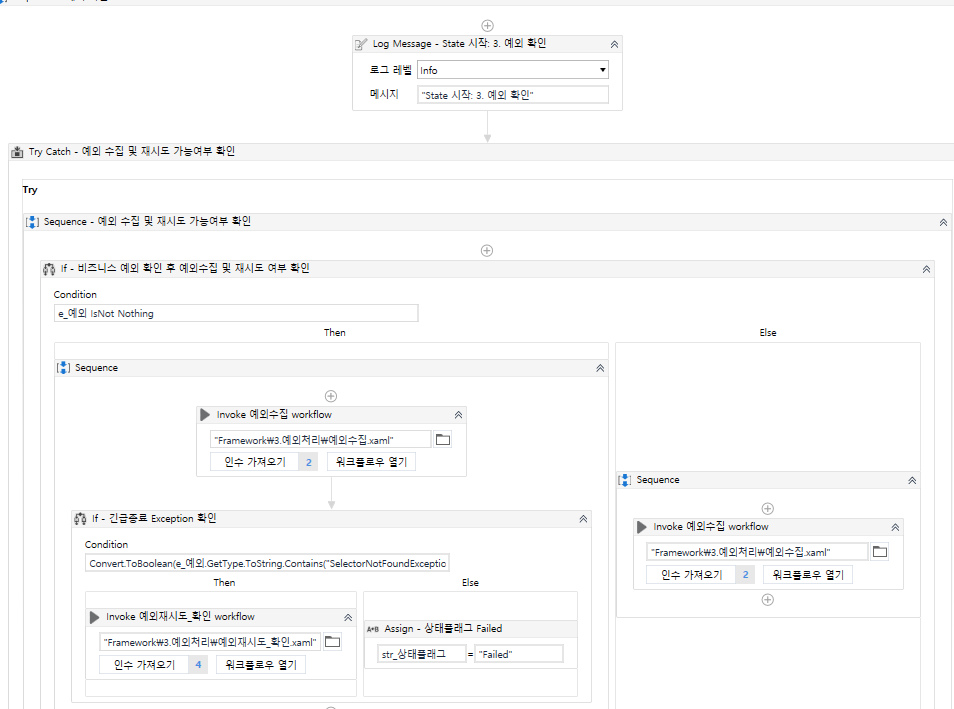 Log Message - State 시작: 3. 예외 확인
로그 레벨 Info
메시지 "State 시작: 3. 예외 확인"
Try Catch - 예외 수집 및 재시도 가능여부 확인
Try
Sequence - 예외 수집 및 재시도 가능여부 확인
If - 비즈니스 예외 확인 후 예외수집 및 재시도 여부 확인
Condition
e_예외 IsNot Nothing
Then
Else
Sequence
Invoke 예외수집 workflow
"Framework₩3.예외처리₩예외수집.xaml"
인수 가져오기 2 워크플로우 열기
If - 긴급종료 Exception 확인
Condition
Convert.ToBoolean(e_예외.GetType.ToString.Contains("SelectorNotFoundExceptio
Then
Else
Invoke 예외재시도_확인 workflow
"Framework₩3.예외처리₩예외재시도_확인.xaml"
인수 가져오기 4 워크플로우 열기
A*B Assign - 상태플래그 Failed
str_상태플래그 = "Failed"
Sequence
Invoke 예외수집 workflow
"Framework₩3.예외처리₩예외수집.xaml"
인수 가져오기 2 워크플로우 열기